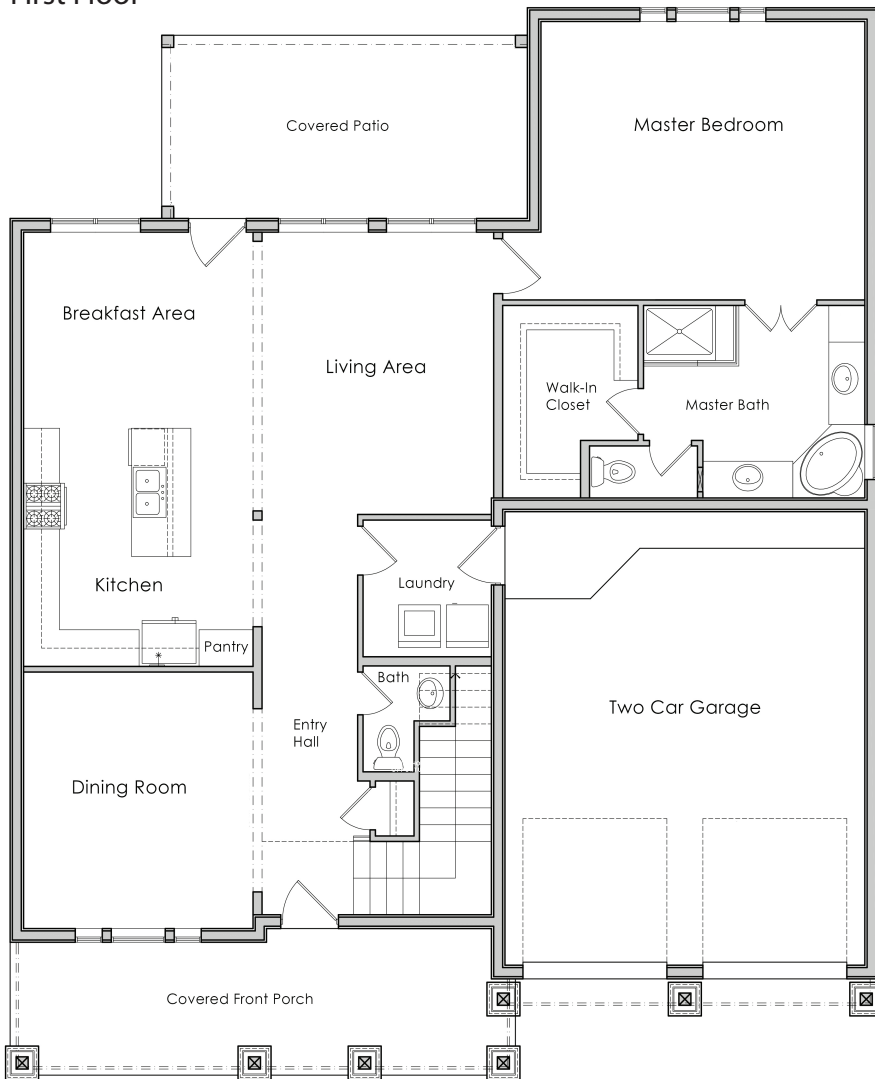 First Floor
Covered Patio
Master Bedroom
Breakfast Area
Living Area
Walk-In
Closet
Master Bath
Kitchen
Laundry
Pantry
Bath
Entry
Hall
Two Car Garage
Dining Room
Covered Front Porch